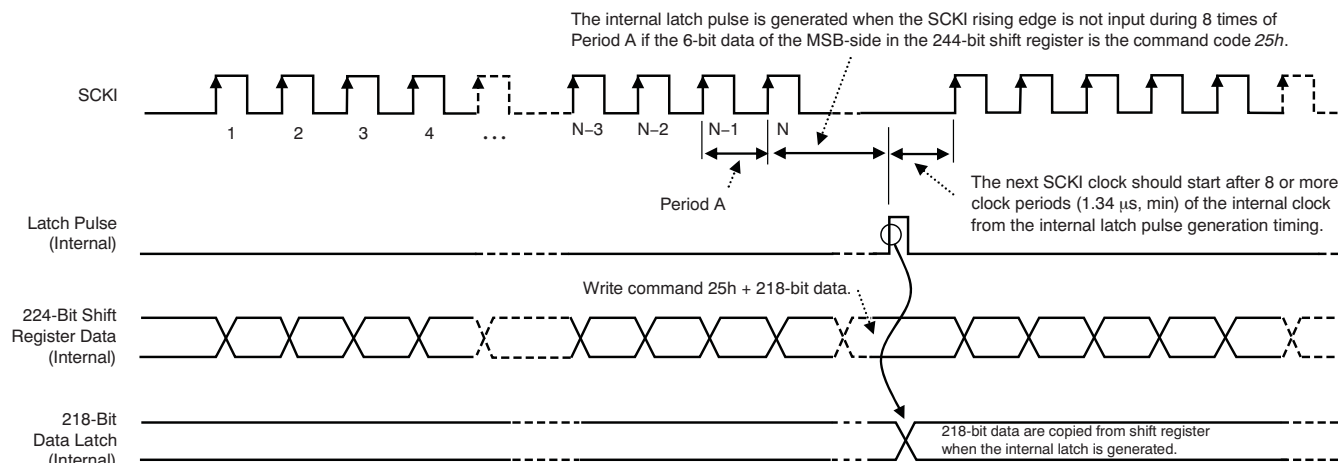 The internal latch pulse is generated when the SCKI rising edge is not input during 8 times of
Period A if the 6-bit data of the MSB-side in the 244-bit shift register is the command code 25h.
SCKI
1 2 3 4 ... N−3 N−2 N−1 N
Period A
The next SCKI clock should start after 8 or more
clock periods (1.34 μs, min) of the internal clock
from the internal latch pulse generation timing.
Latch Pulse
(Internal)
Write command 25h + 218-bit data.
224-Bit Shift
Register Data
(Internal)
218-Bit
Data Latch
(Internal)
218-bit data are copied from shift register
when the internal latch is generated.